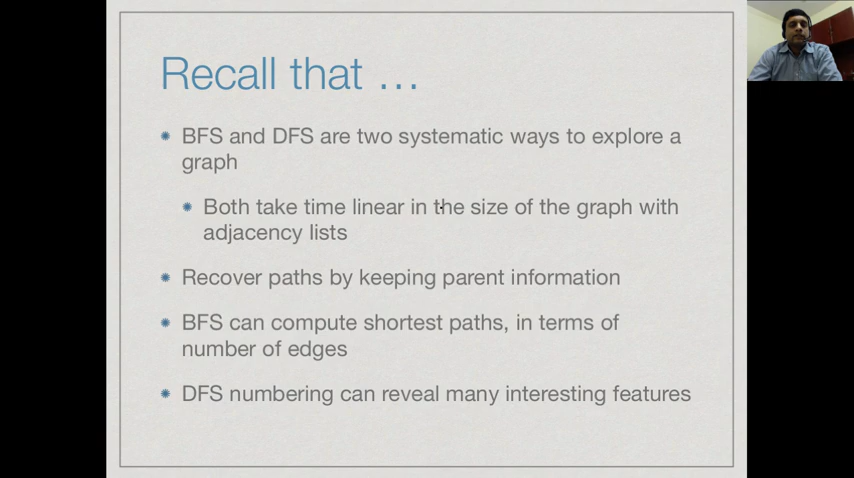 Recall that …
BFS and DFS are two systematic ways to explore a
graph
Both take time linear in the size of the graph with
adjacency lists
Recover paths by keeping parent information
BFS can compute shortest paths, in terms of
number of edges
DFS numbering can reveal many interesting features